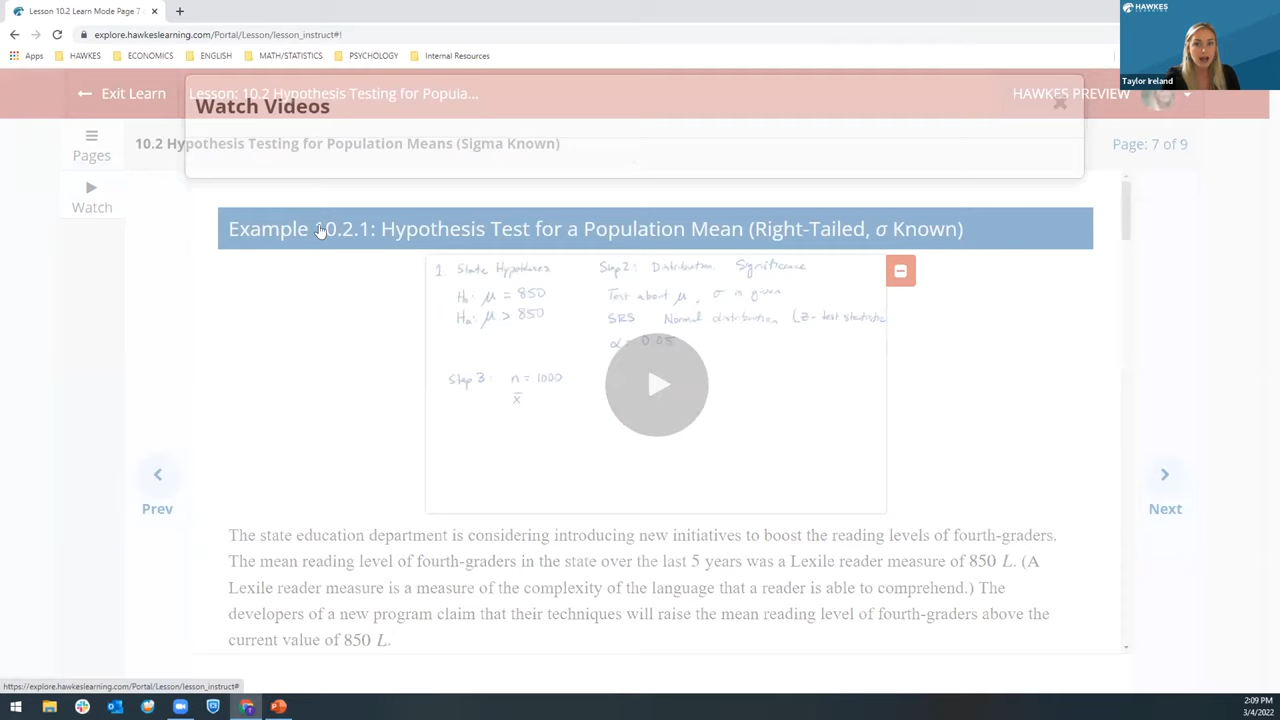 Lesson 10.2 Learn Mode Page 7
HAWKES LEARNING
explore.hawkeslearning.com/Portal/Lesson/lesson_instruct#!
Apps HAWKES ECONOMICS ENGLISH MATH/STATISTICS PSYCHOLOGY Internal Resources
Taylor Ireland
Exit Learn Lesson: 10.2 Hypothesis Testing for Popula... HAWKES PREVIEW
Watch Videos
Pages 10.2 Hypothesis Testing for Population Means (Sigma Known) Page: 7 of 9
Watch
Example 10.2.1: Hypothesis Test for a Population Mean (Right-Tailed, σ Known)
1. State Hypotheses Step 2: Distribution Significance
H₀: μ = 850 Test about μ, σ is given
Hₐ: μ > 850 SRS Normal distribution (z-test statistic
α = 0.05
Step 3: n = 1000
x̄
Prev Next
The state education department is considering introducing new initiatives to boost the reading levels of fourth-graders.
The mean reading level of fourth-graders in the state over the last 5 years was a Lexile reader measure of 850 L. (A
Lexile reader measure is a measure of the complexity of the language that a reader is able to comprehend.) The
developers of a new program claim that their techniques will raise the mean reading level of fourth-graders above the
current value of 850 L.
https://explore.hawkeslearning.com/Portal/Lesson/lesson_instruct#
2:09 PM
3/4/2022